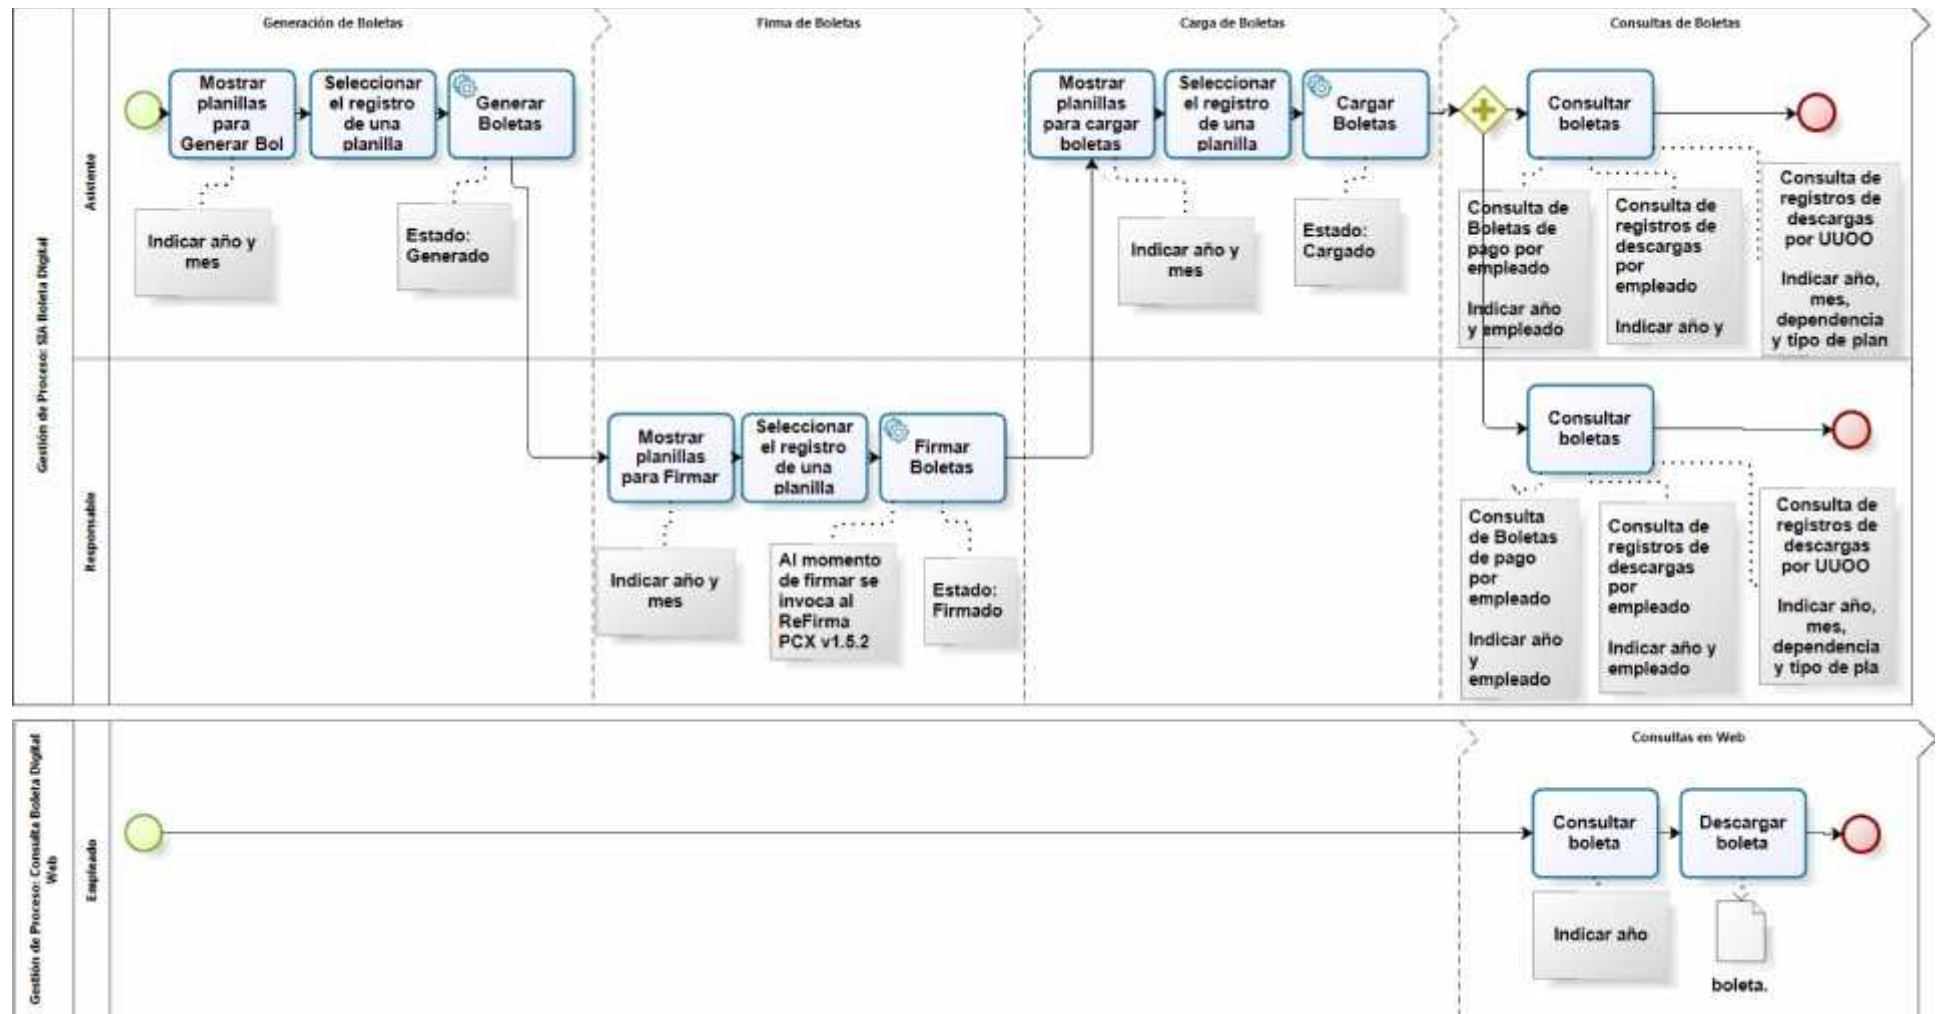 Gestión de Proceso: SIA Boleta Digital
Asistente
Responsable
Generación de Boletas
Firma de Boletas
Carga de Boletas
Consultas de Boletas
Mostrar
planillas
para
Generar Bol
Seleccionar
el registro
de una
planilla
Generar
Boletas
Indicar año y
mes
Estado:
Generado
Mostrar
planillas
para cargar
boletas
Seleccionar
el registro
de una
planilla
Cargar
Boletas
Indicar año y
mes
Estado:
Cargado
Consultar
boletas
Consulta de
Boletas de
pago por
empleado
Indicar año
y empleado
Consulta de
registros de
descargas
por
empleado
Indicar año y
Consulta de
registros de
descargas
por UUOO
Indicar año,
mes,
dependencia
y tipo de plan
Mostrar
planillas
para Firmar
Seleccionar
el registro
de una
planilla
Firmar
Boletas
Indicar año y
mes
Al momento
de firmar se
invoca al
ReFirma
PCX v1.5.2
Estado:
Firmado
Consultar
boletas
Consulta
de Boletas
de pago
por
empleado
Indicar año
y
empleado
Consulta de
registros de
descargas
por
empleado
Indicar año y
empleado
Consulta de
registros de
descargas
por UUOO
Indicar año,
mes,
dependencia
y tipo de pla
Gestión de Proceso: Consulta Boleta Digital
Web
Empleado
Consultas en Web
Consultar
boleta
Descargar
boleta
Indicar año
boleta.